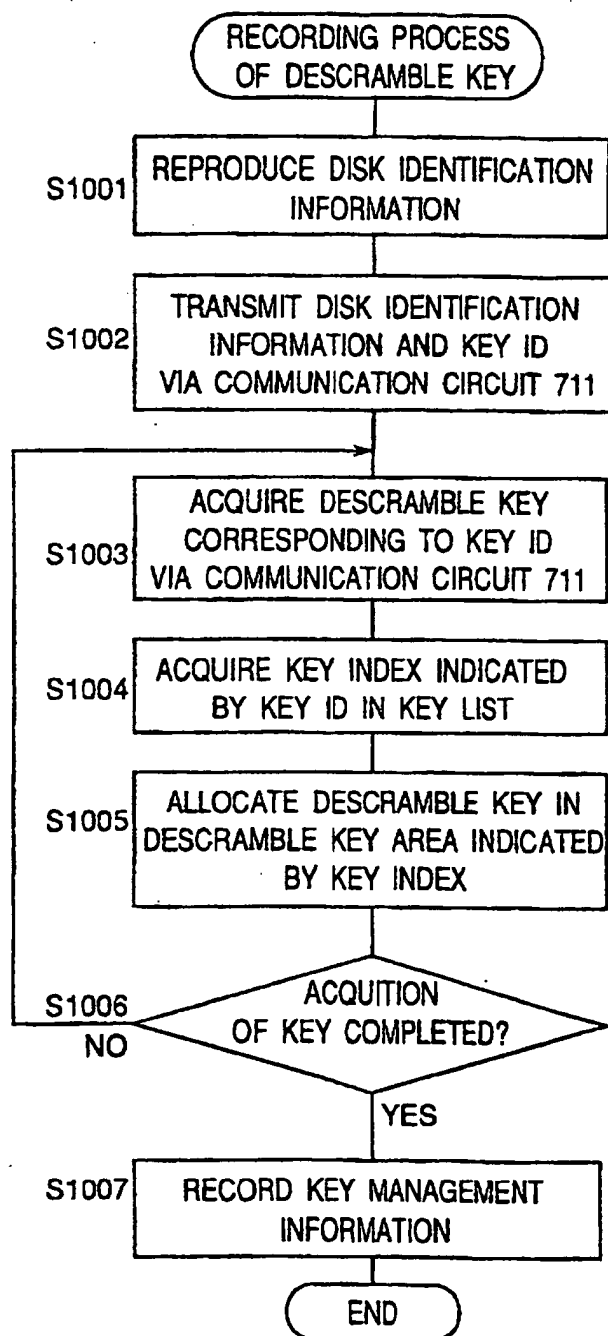 RECORDING PROCESS
OF DESCRAMBLE KEY
S1001
REPRODUCE DISK IDENTIFICATION
INFORMATION
S1002
TRANSMIT DISK IDENTIFICATION
INFORMATION AND KEY ID
VIA COMMUNICATION CIRCUIT 711
S1003
ACQUIRE DESCRAMBLE KEY
CORRESPONDING TO KEY ID
VIA COMMUNICATION CIRCUIT 711
S1004
ACQUIRE KEY INDEX INDICATED
BY KEY ID IN KEY LIST
S1005
ALLOCATE DESCRAMBLE KEY IN
DESCRAMBLE KEY AREA INDICATED
BY KEY INDEX
S1006
ACQUITION
OF KEY COMPLETED?
NO
YES
S1007
RECORD KEY MANAGEMENT
INFORMATION
END